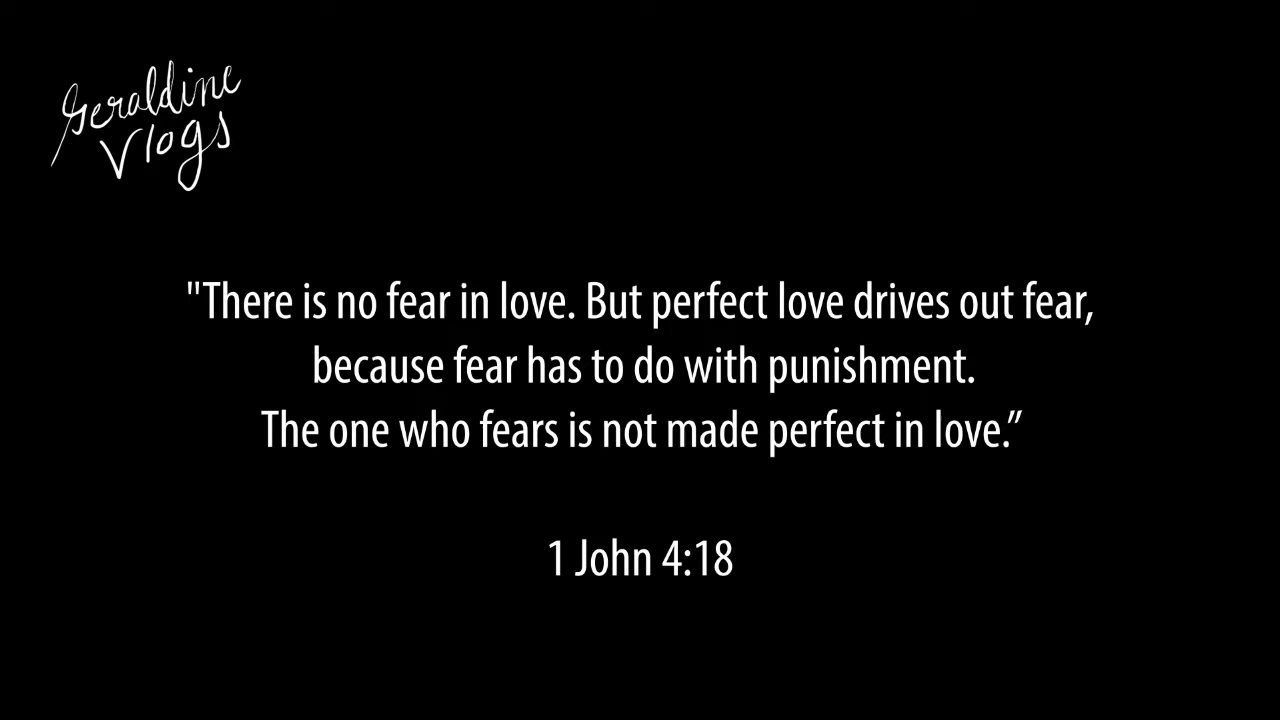 Geraldine
Vlogs
"There is no fear in love. But perfect love drives out fear,
because fear has to do with punishment.
The one who fears is not made perfect in love.”
1 John 4:18